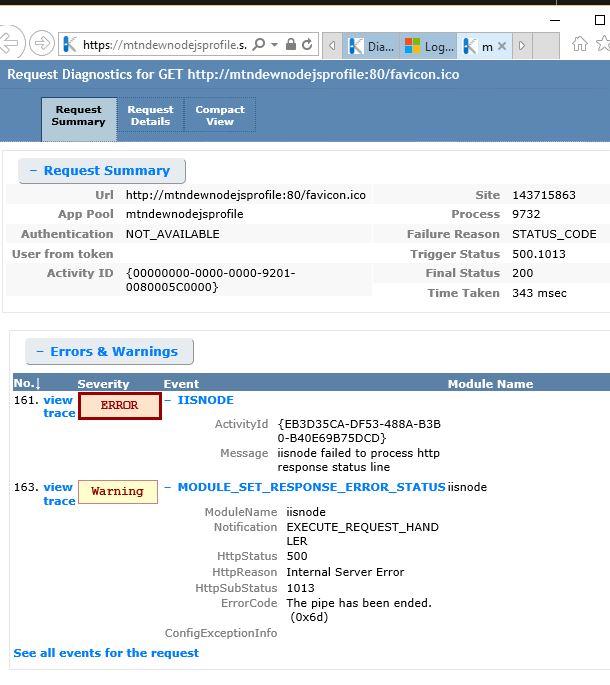 https://mtndewnodejsprofile.s.
Dia...
Log...
m
Request Diagnostics for GET http://mtndewnodejsprofile:80/favicon.ico
Request Summary
Request Details
Compact View
− Request Summary
Url http://mtndewnodejsprofile:80/favicon.ico Site 143715863
App Pool mtndewnodejsprofile Process 9732
Authentication NOT_AVAILABLE Failure Reason STATUS_CODE
User from token Trigger Status 500.1013
Activity ID {00000000-0000-0000-9201- Final Status 200
0080005C0000}
Time Taken 343 msec
− Errors & Warnings
No.↓ Severity Event Module Name
161. view ERROR − IISNODE
trace
ActivityId {EB3D35CA-DF53-488A-B3B
0-B40E69B75DCD}
Message iisnode failed to process http
response status line
163. view Warning − MODULE_SET_RESPONSE_ERROR_STATUS iisnode
trace
ModuleName iisnode
Notification EXECUTE_REQUEST_HAND
LER
HttpStatus 500
HttpReason Internal Server Error
HttpSubStatus 1013
ErrorCode The pipe has been ended.
(0x6d)
ConfigExceptionInfo
See all events for the request